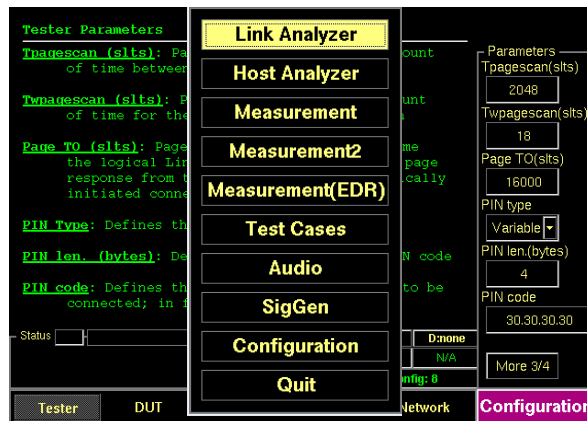 Tester Parameters
Tpagescan (slts): Pa ount
of time between
Twpagescan (slts): P unt
of time for the
Page TO (slts): Page me
the logical Lin page
response from t cally
initiated conne
PIN Type: Defines th
PIN len. (bytes): De N code
PIN code: Defines th to be
connected; in f
Link Analyzer
Host Analyzer
Measurement
Measurement2
Measurement(EDR)
Test Cases
Audio
SigGen
Configuration
Quit
Parameters
Tpagescan(slts)
2048
Twpagescan(slts)
18
Page TO(slts)
16000
PIN type
Variable
PIN len.(bytes)
4
PIN code
30.30.30.30
More 3/4
Status
D:none
N/A
nfig: 8
Tester DUT Network Configuration